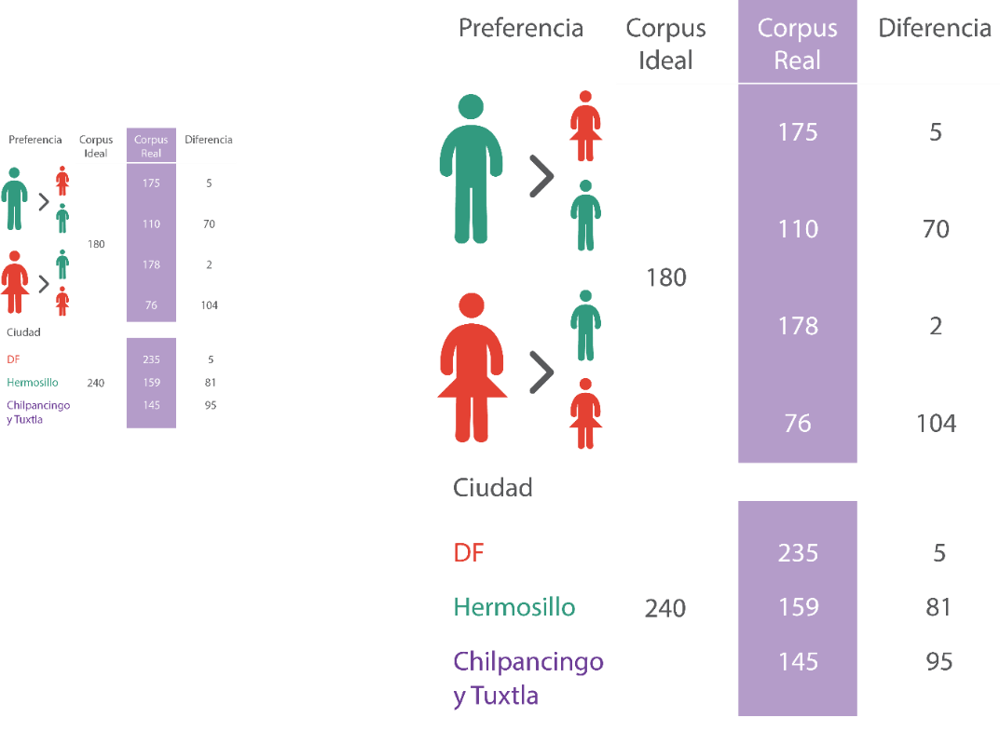 Preferencia Corpus Ideal Corpus Real Diferencia
175 5
110 70
180
178 2
76 104
Ciudad
DF 235 5
Hermosillo 240 159 81
Chilpancingo y Tuxtla 145 95
Preferencia Corpus Ideal Corpus Real Diferencia
175 5
110 70
180
178 2
76 104
Ciudad
DF 235 5
Hermosillo 240 159 81
Chilpancingo y Tuxtla 145 95